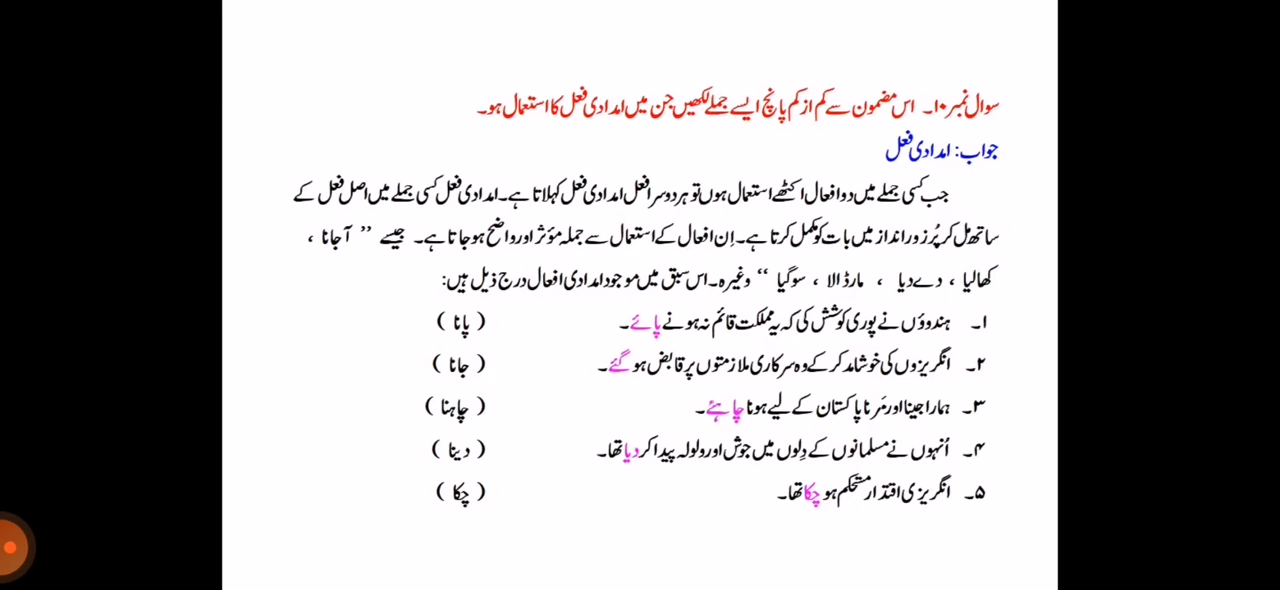 سوال نمبر ۱۰۔ اس مضمون سے کم از کم پانچ ایسے جملے لکھیں جن میں امدادی فعل کا استعمال ہو۔
جواب: امدادی فعل
جب کسی جملے میں دو افعال اکٹھے استعمال ہوں تو ہر دوسرا فعل امدادی فعل کہلاتا ہے۔ امدادی فعل کسی جملے میں اصل فعل کے
ساتھ مل کر پُر زور انداز میں بات کو مکمل کرتا ہے۔ اِن افعال کے استعمال سے جملہ مؤثر اور واضح ہو جاتا ہے۔ جیسے ’’ آ جانا ،
کھا لیا ، دے دیا ، مار ڈالا ، سو گیا ‘‘ وغیرہ۔ اس سبق میں موجود امدادی افعال درج ذیل ہیں:
۱۔ ہندوؤں نے پوری کوشش کی کہ یہ مملکت قائم نہ ہونے پائے۔ ( پانا )
۲۔ انگریزوں کی خوشامد کر کے وہ سرکاری ملازمتوں پر قابض ہو گئے۔ ( جانا )
۳۔ ہمارا جینا اور مَرنا پاکستان کے لیے ہونا چاہئے۔ ( چاہنا )
۴۔ اُنہوں نے مسلمانوں کے دِلوں میں جوش اور ولولہ پیدا کر دیا تھا۔ ( دینا )
۵۔ انگریزی اقتدار مستحکم ہو چکا تھا۔ ( چکا )